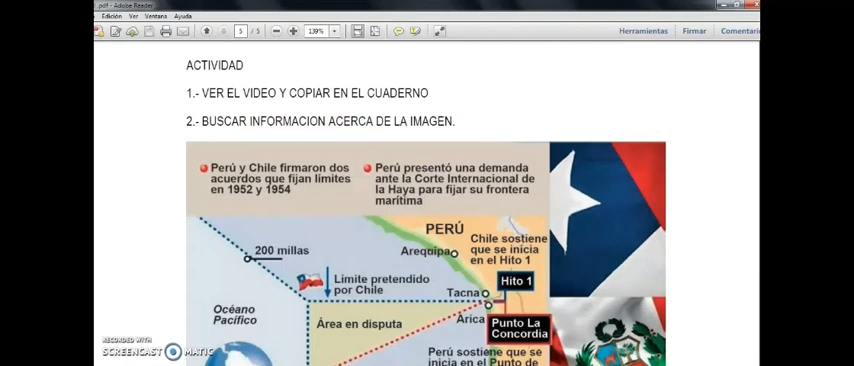 .pdf - Adobe Reader
Edición Ver Ventana Ayuda
5 / 5 139% Herramientas Firmar Comentario
ACTIVIDAD
1.- VER EL VIDEO Y COPIAR EN EL CUADERNO
2.- BUSCAR INFORMACION ACERCA DE LA IMAGEN.
Perú y Chile firmaron dos
acuerdos que fijan límites
en 1952 y 1954
Perú presentó una demanda
ante la Corte Internacional de
la Haya para fijar su frontera
marítima
PERÚ
200 millas
Arequipa
Chile sostiene
que se inicia
en el Hito 1
Límite pretendido
por Chile
Hito 1
Tacna
Océano
Pacífico
Área en disputa
Arica
Punto La
Concordia
Perú sostiene que se
inicia en el Punto de
RECORDED WITH
SCREENCAST MATIC